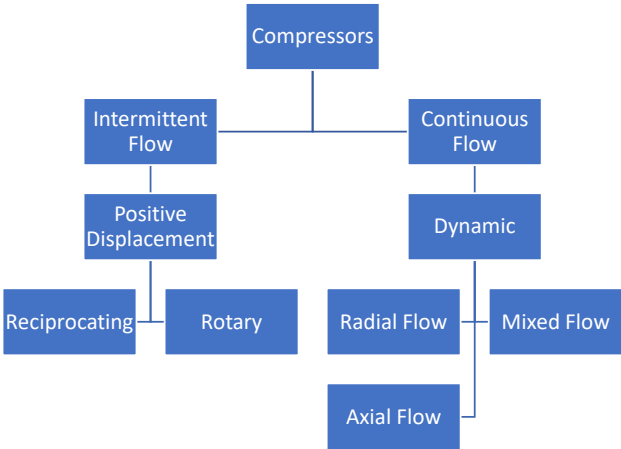 Compressors
Intermittent
Flow
Continuous
Flow
Positive
Displacement
Dynamic
Reciprocating
Rotary
Radial Flow
Mixed Flow
Axial Flow